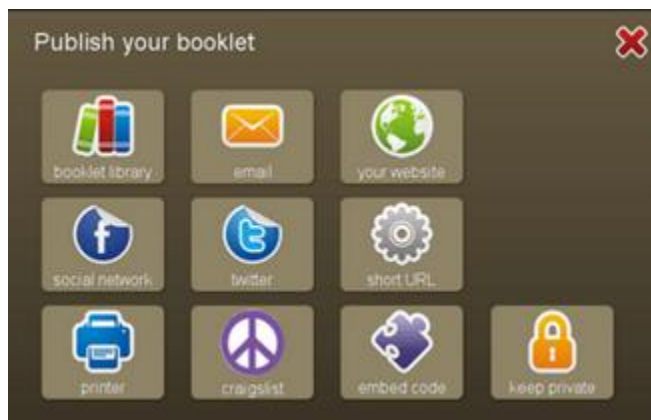 Publish your booklet
booklet library
email
your website
social network
twitter
short URL
printer
craigslist
embed code
keep private